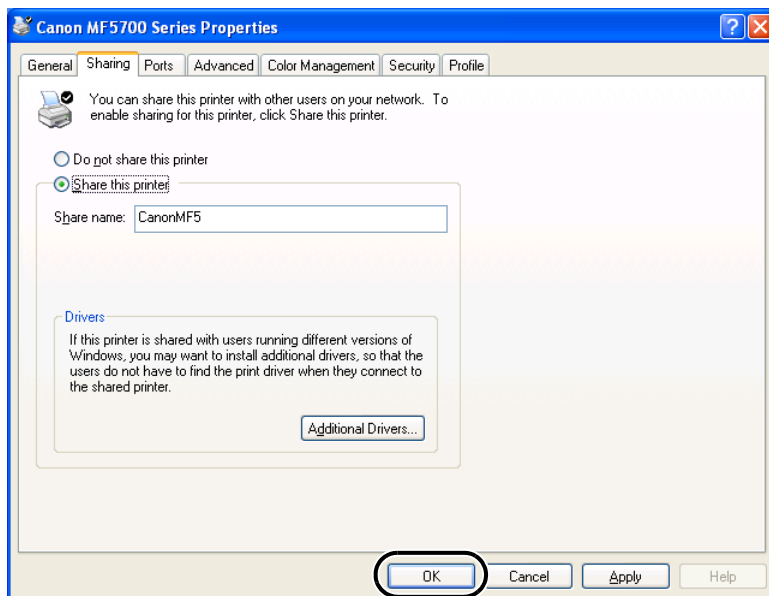 Canon MF5700 Series Properties
General Sharing Ports Advanced Color Management Security Profile
You can share this printer with other users on your network. To
enable sharing for this printer, click Share this printer.
Do not share this printer
Share this printer
Share name: CanonMF5
Drivers
If this printer is shared with users running different versions of
Windows, you may want to install additional drivers, so that the
users do not have to find the print driver when they connect to
the shared printer.
Additional Drivers...
OK Cancel Apply Help